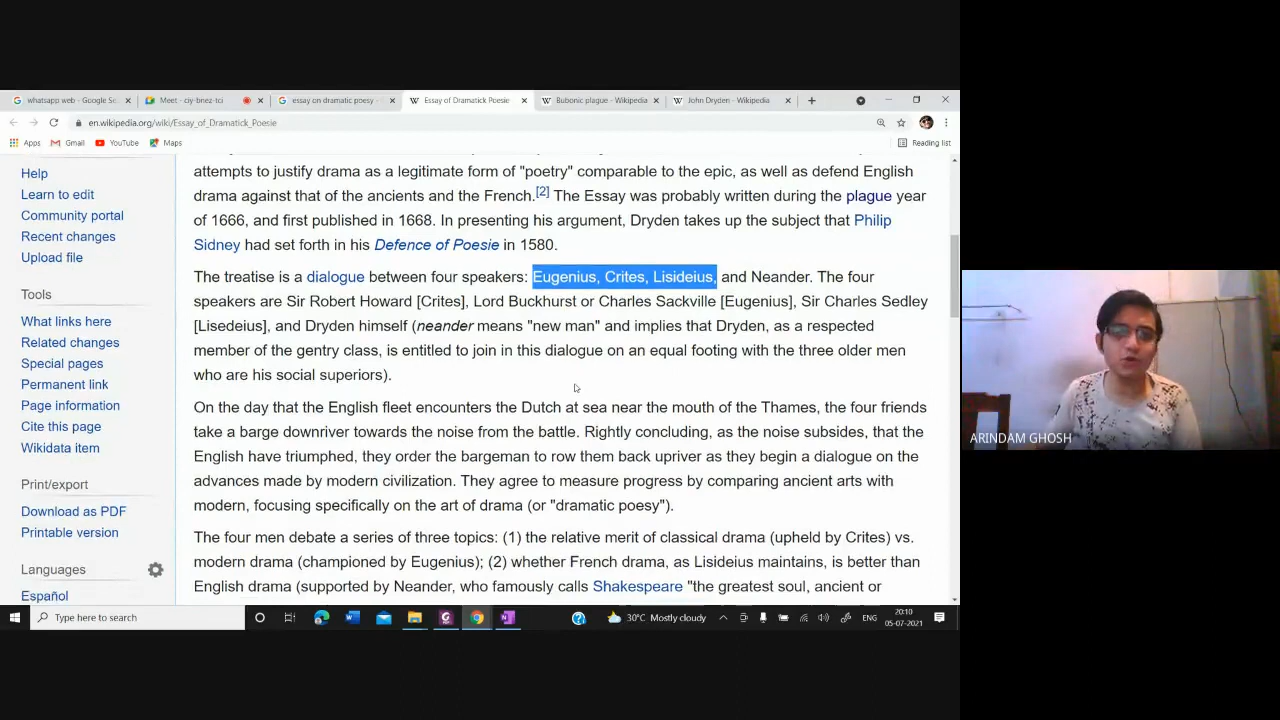 whatsapp web - Google Se
Meet - ciy-bnez-tci
essay on dramatic poesy -
Essay of Dramatick Poesie
Bubonic plague - Wikipedia
John Dryden - Wikipedia
en.wikipedia.org/wiki/Essay_of_Dramatick_Poesie
Apps Gmail YouTube Maps Reading list
Help
Learn to edit
Community portal
Recent changes
Upload file
Tools
What links here
Related changes
Special pages
Permanent link
Page information
Cite this page
Wikidata item
Print/export
Download as PDF
Printable version
Languages
Español
attempts to justify drama as a legitimate form of "poetry" comparable to the epic, as well as defend English
drama against that of the ancients and the French.[2] The Essay was probably written during the plague year
of 1666, and first published in 1668. In presenting his argument, Dryden takes up the subject that Philip
Sidney had set forth in his Defence of Poesie in 1580.
The treatise is a dialogue between four speakers: Eugenius, Crites, Lisideius, and Neander. The four
speakers are Sir Robert Howard [Crites], Lord Buckhurst or Charles Sackville [Eugenius], Sir Charles Sedley
[Lisedeius], and Dryden himself (neander means "new man" and implies that Dryden, as a respected
member of the gentry class, is entitled to join in this dialogue on an equal footing with the three older men
who are his social superiors).
On the day that the English fleet encounters the Dutch at sea near the mouth of the Thames, the four friends
take a barge downriver towards the noise from the battle. Rightly concluding, as the noise subsides, that the
English have triumphed, they order the bargeman to row them back upriver as they begin a dialogue on the
advances made by modern civilization. They agree to measure progress by comparing ancient arts with
modern, focusing specifically on the art of drama (or "dramatic poesy").
The four men debate a series of three topics: (1) the relative merit of classical drama (upheld by Crites) vs.
modern drama (championed by Eugenius); (2) whether French drama, as Lisideius maintains, is better than
English drama (supported by Neander, who famously calls Shakespeare "the greatest soul, ancient or
ARINDAM GHOSH
Type here to search
30°C Mostly cloudy
ENG
20:10
05-07-2021